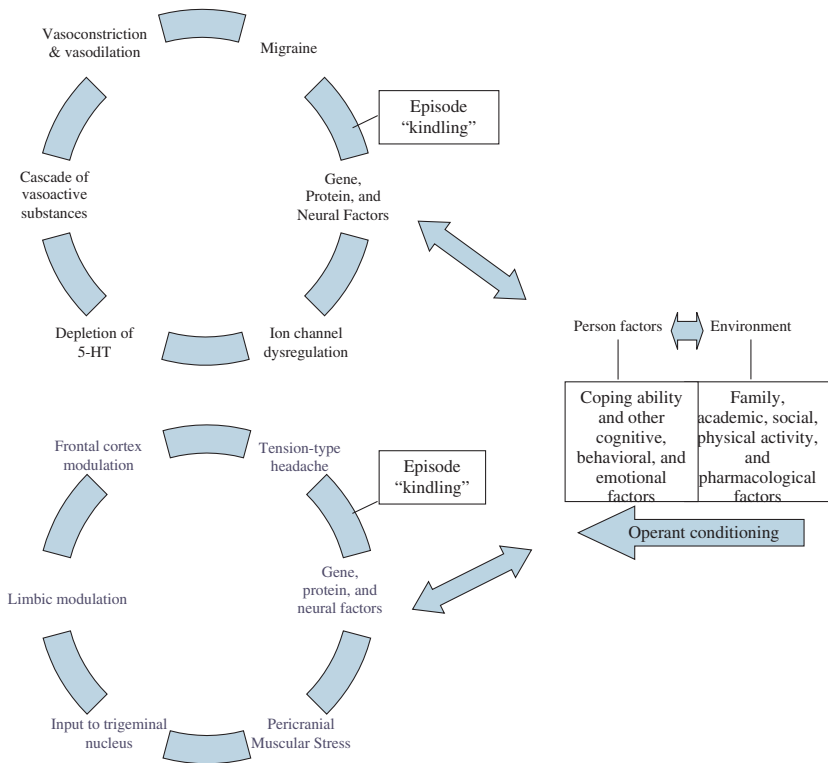 Vasoconstriction
& vasodilation
Migraine
Episode
“kindling”
Cascade of
vasoactive
substances
Gene,
Protein, and
Neural Factors
Depletion of
5-HT
Ion channel
dysregulation
Person factors
Environment
Coping ability
and other
cognitive,
behavioral, and
emotional
factors
Family,
academic, social,
physical activity,
and
pharmacological
factors
Operant conditioning
Frontal cortex
modulation
Tension-type
headache
Episode
“kindling”
Limbic modulation
Gene,
protein, and
neural factors
Input to trigeminal
nucleus
Pericranial
Muscular Stress